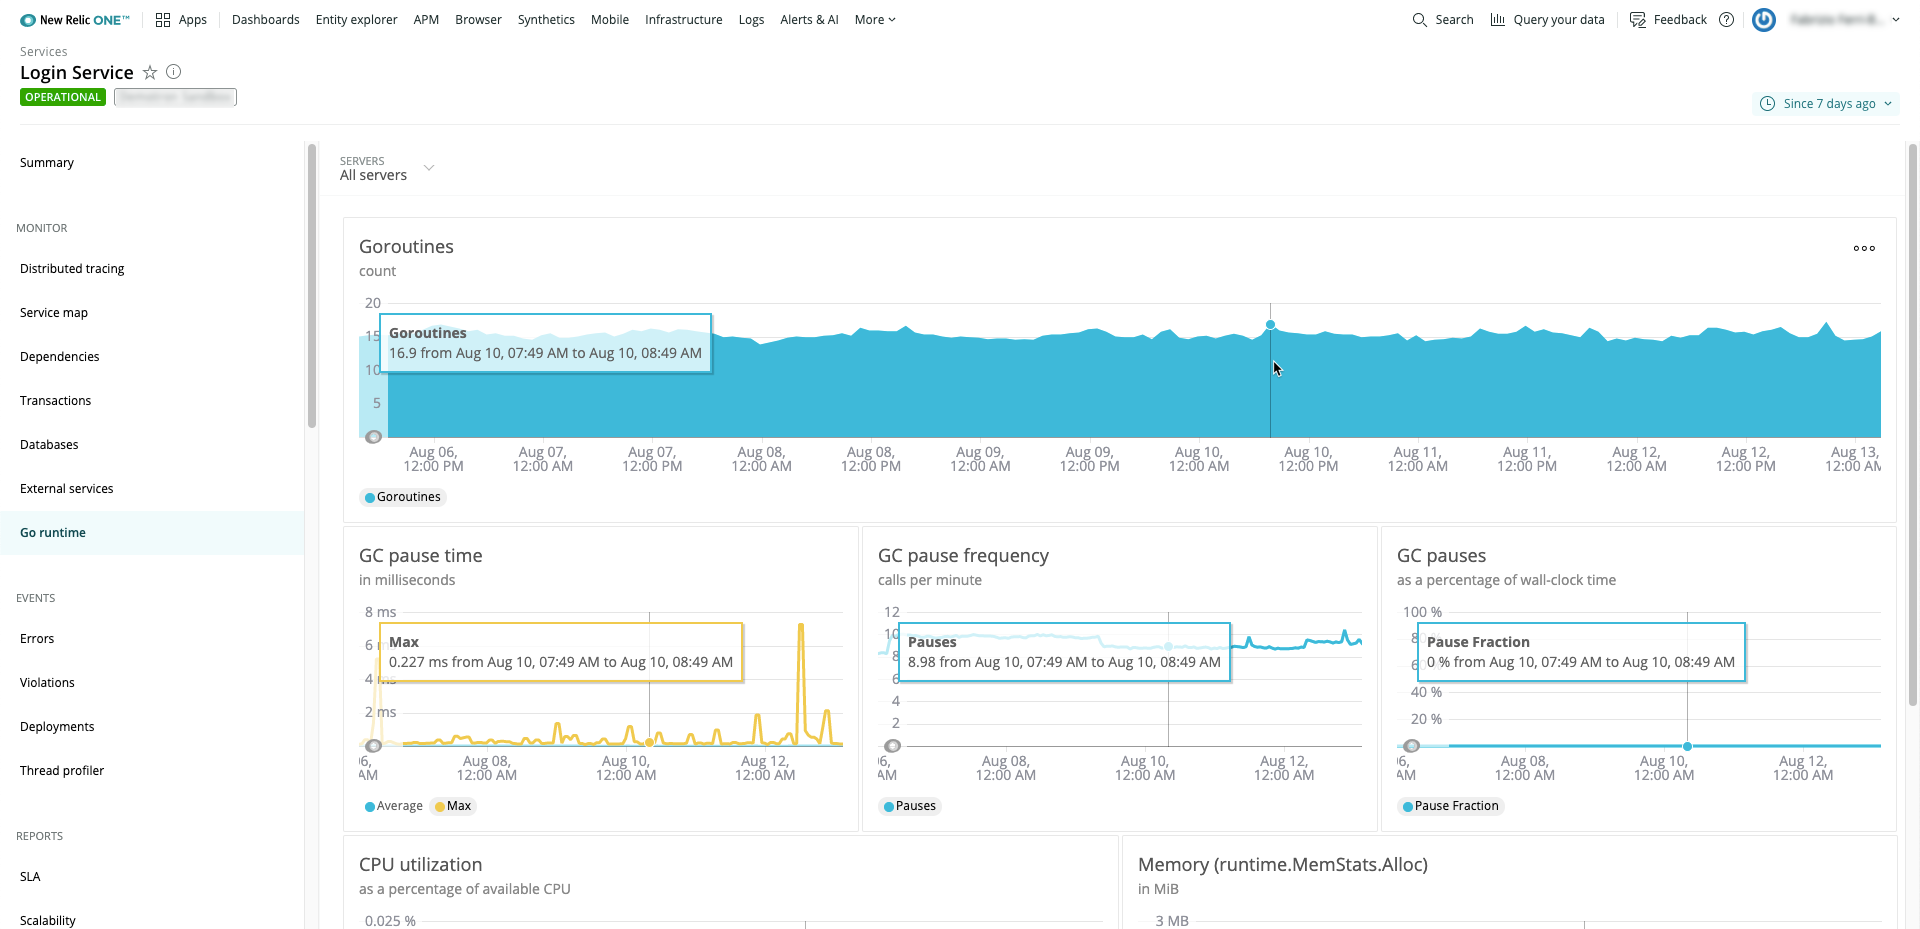 New Relic ONE™
Apps
Dashboards
Entity explorer
APM
Browser
Synthetics
Mobile
Infrastructure
Logs
Alerts & AI
More
Search
Query your data
Feedback
Services
Login Service
OPERATIONAL
Since 7 days ago
Summary
MONITOR
Distributed tracing
Service map
Dependencies
Transactions
Databases
External services
Go runtime
EVENTS
Errors
Violations
Deployments
Thread profiler
REPORTS
SLA
Scalability
SERVERS
All servers
Goroutines
count
20
15
10
5
Goroutines
16.9 from Aug 10, 07:49 AM to Aug 10, 08:49 AM
Aug 06, 12:00 PM
Aug 07, 12:00 AM
Aug 07, 12:00 PM
Aug 08, 12:00 AM
Aug 08, 12:00 PM
Aug 09, 12:00 AM
Aug 09, 12:00 PM
Aug 10, 12:00 AM
Aug 10, 12:00 PM
Aug 11, 12:00 AM
Aug 11, 12:00 PM
Aug 12, 12:00 AM
Aug 12, 12:00 PM
Aug 13, 12:00 AM
Goroutines
GC pause time
in milliseconds
8 ms
6 ms
4 ms
2 ms
Max
0.227 ms from Aug 10, 07:49 AM to Aug 10, 08:49 AM
06, AM
Aug 08, 12:00 AM
Aug 10, 12:00 AM
Aug 12, 12:00 AM
Average
Max
GC pause frequency
calls per minute
12
10
8
6
4
2
Pauses
8.98 from Aug 10, 07:49 AM to Aug 10, 08:49 AM
06, AM
Aug 08, 12:00 AM
Aug 10, 12:00 AM
Aug 12, 12:00 AM
Pauses
GC pauses
as a percentage of wall-clock time
100 %
80 %
60 %
40 %
20 %
Pause Fraction
0 % from Aug 10, 07:49 AM to Aug 10, 08:49 AM
06, AM
Aug 08, 12:00 AM
Aug 10, 12:00 AM
Aug 12, 12:00 AM
Pause Fraction
CPU utilization
as a percentage of available CPU
0.025 %
Memory (runtime.MemStats.Alloc)
in MiB
3 MB